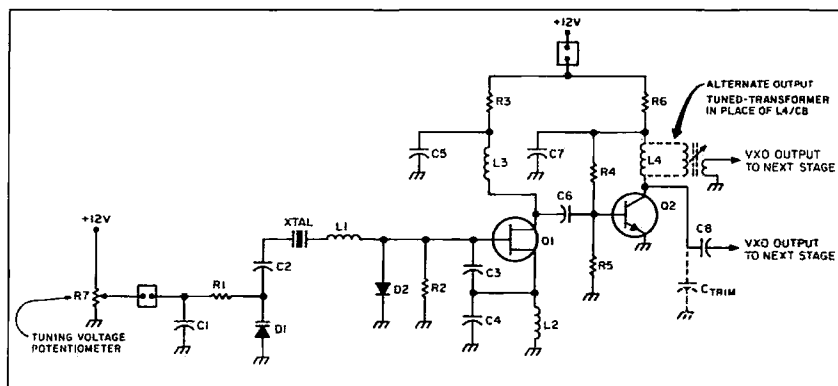 +12V
R3
R6
ALTERNATE OUTPUT
TUNED-TRANSFORMER
IN PLACE OF L4/C8
C5
C7
L3
R4
L4
VXO OUTPUT
TO NEXT STAGE
C6
Q2
XTAL
L1
Q1
+12V
C2
C3
C8
VXO OUTPUT
TO NEXT STAGE
R7
R1
D2
R2
R5
C4
L2
CTRIM
C1
D1
TUNING VOLTAGE
POTENTIOMETER